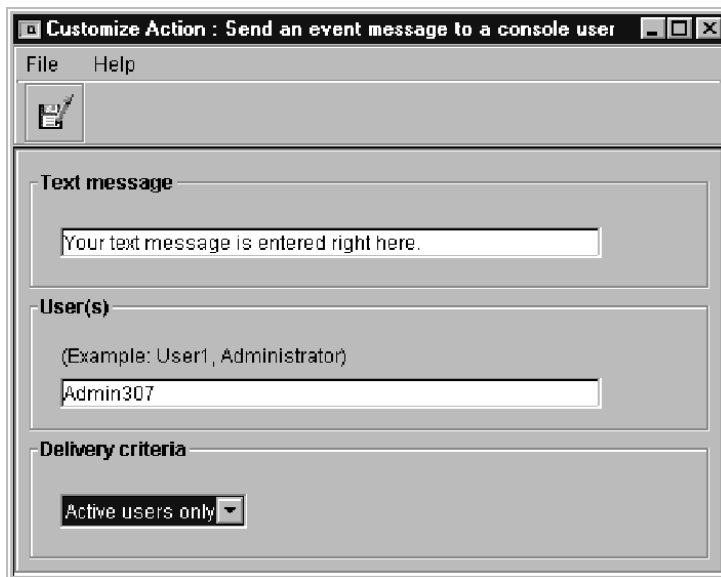 Customize Action : Send an event message to a console user
File Help
Text message
Your text message is entered right here.
User(s)
(Example: User1, Administrator)
Admin307
Delivery criteria
Active users only